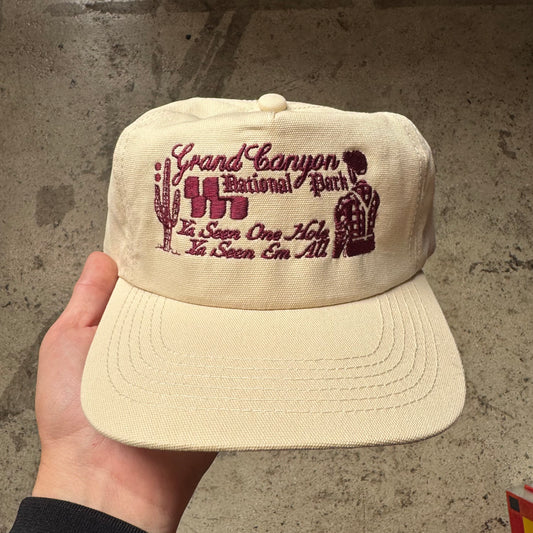 Grand Canyon
National Park
Ya Seen One Hole
Ya Seen Em All